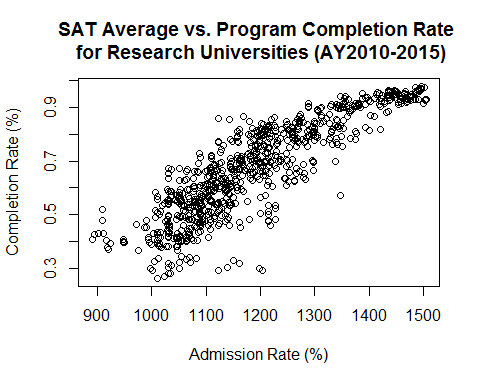 SAT Average vs. Program Completion Rate
for Research Universities (AY2010-2015)
Completion Rate (%)
0.9
0.7
0.5
0.3
900 1000 1100 1200 1300 1400 1500
Admission Rate (%)